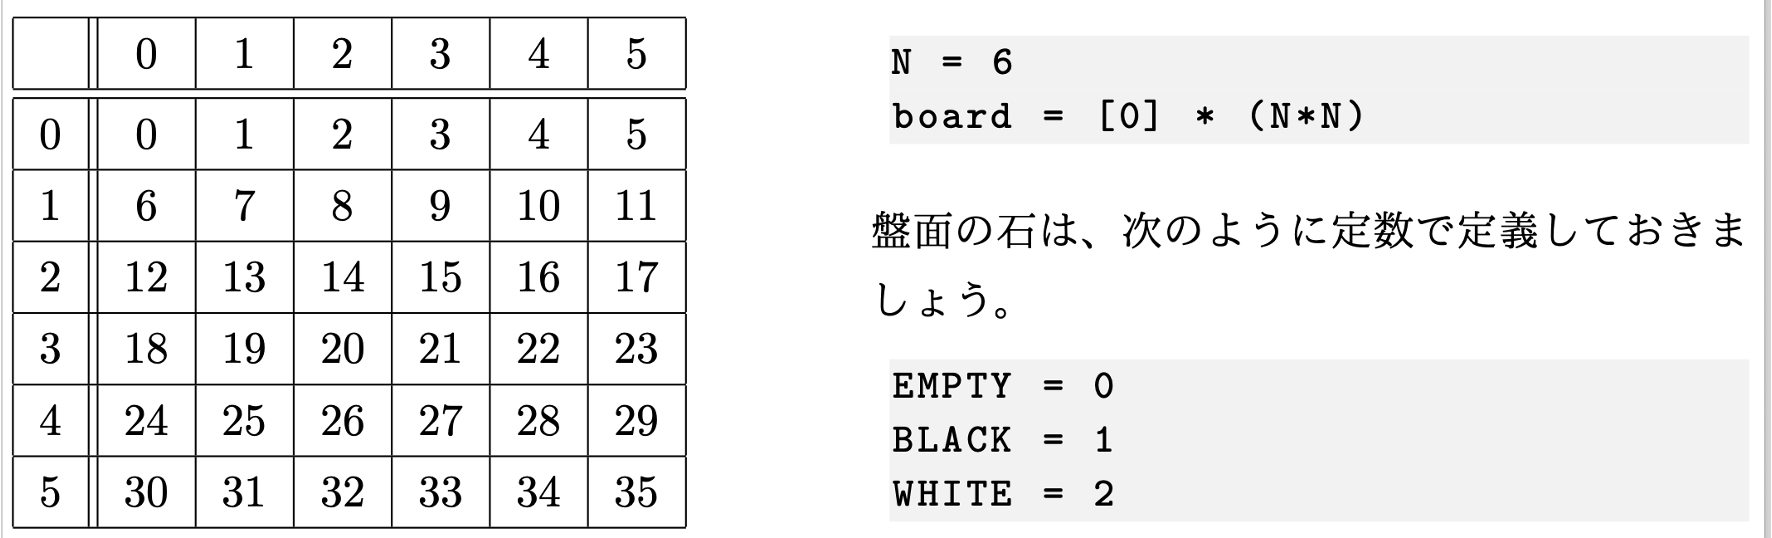 0 1 2 3 4 5
0 0 1 2 3 4 5
1 6 7 8 9 10 11
2 12 13 14 15 16 17
3 18 19 20 21 22 23
4 24 25 26 27 28 29
5 30 31 32 33 34 35
N = 6
board = [0] * (N*N)
盤面の石は、次のように定数で定義しておきま
しょう。
EMPTY = 0
BLACK = 1
WHITE = 2